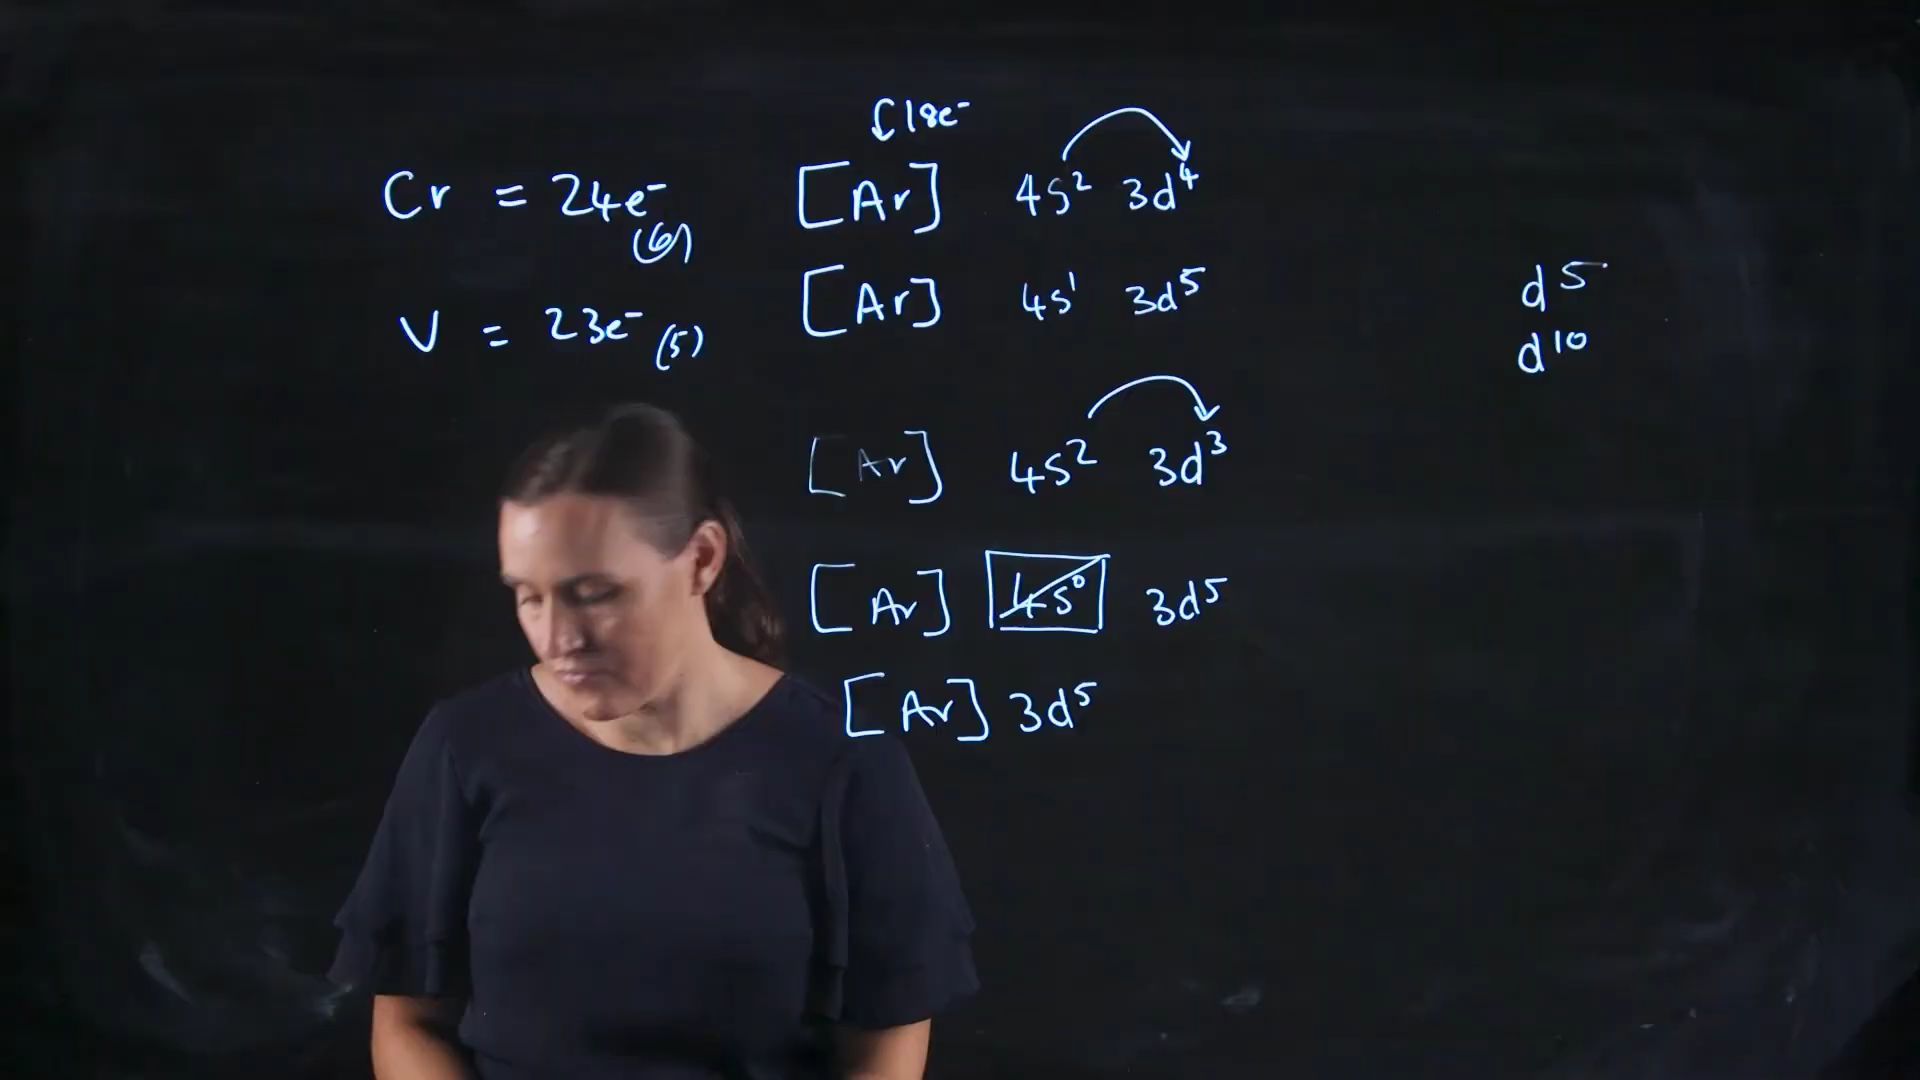 18e⁻
Cr = 24e⁻ (6) [Ar] 4s² 3d⁴
[Ar] 4s¹ 3d⁵
V = 23e⁻ (5)
d⁵
d¹⁰
[Ar] 4s² 3d³
[Ar] 4s⁰ 3d⁵
[Ar] 3d⁵